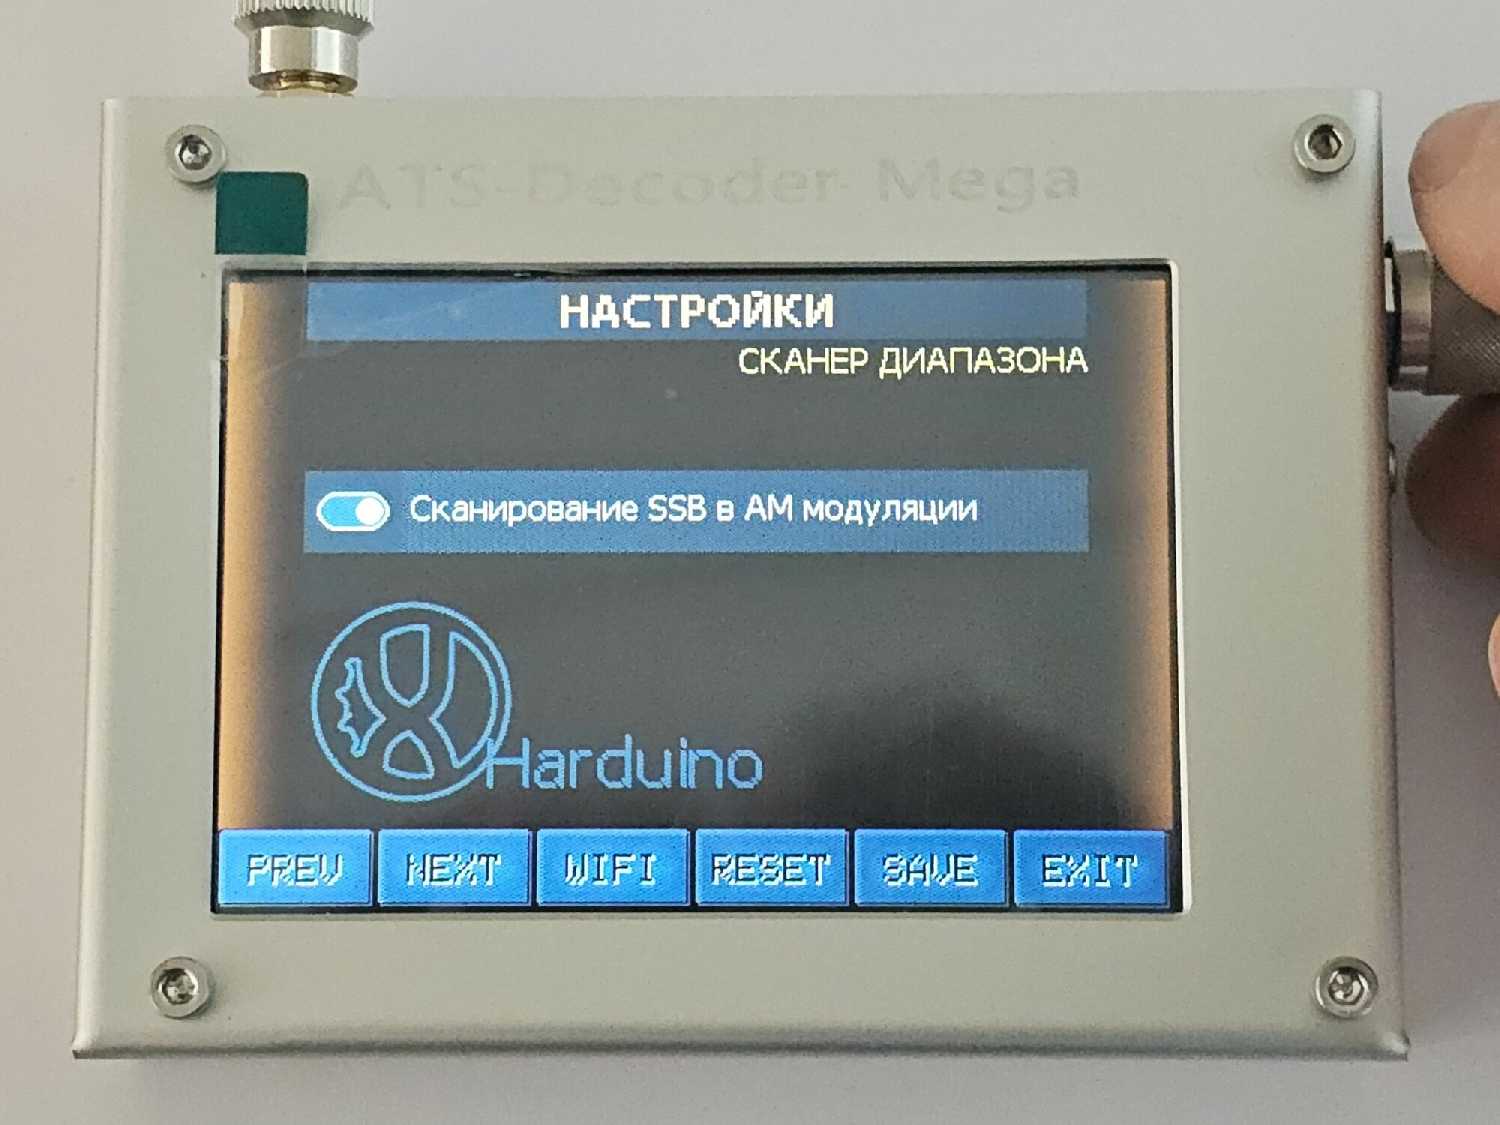 ATS-Decoder Mega
НАСТРОЙКИ
СКАНЕР ДИАПАЗОНА
Сканирование SSB в AM модуляции
Harduino
PREV NEXT WIFI RESET SAVE EXIT